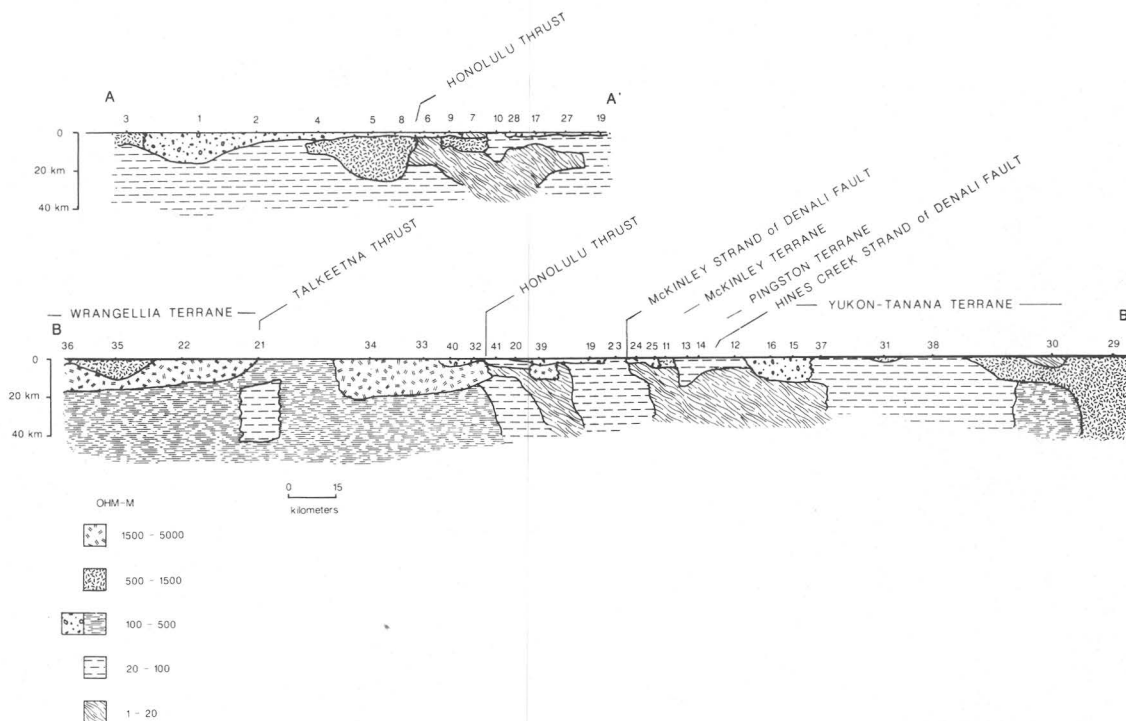 HONOLULU THRUST
A A'
3 1 2 4 5 8 6 9 7 10 28 17 27 19
0
20 km
40 km
McKINLEY STRAND of DENALI FAULT
McKINLEY TERRANE
PINGSTON TERRANE
HINES CREEK STRAND of DENALI FAULT
HONOLULU THRUST
TALKEETNA THRUST
WRANGELLIA TERRANE
YUKON-TANANA TERRANE
B B
36 35 22 21 34 33 40 32 41 20 39 19 23 24 25 11 13 14 12 16 15 37 31 38 30 29
0
20 km
40 km
0 15
kilometers
OHM-M
1500 - 5000
500 - 1500
100 - 500
20 - 100
1 - 20